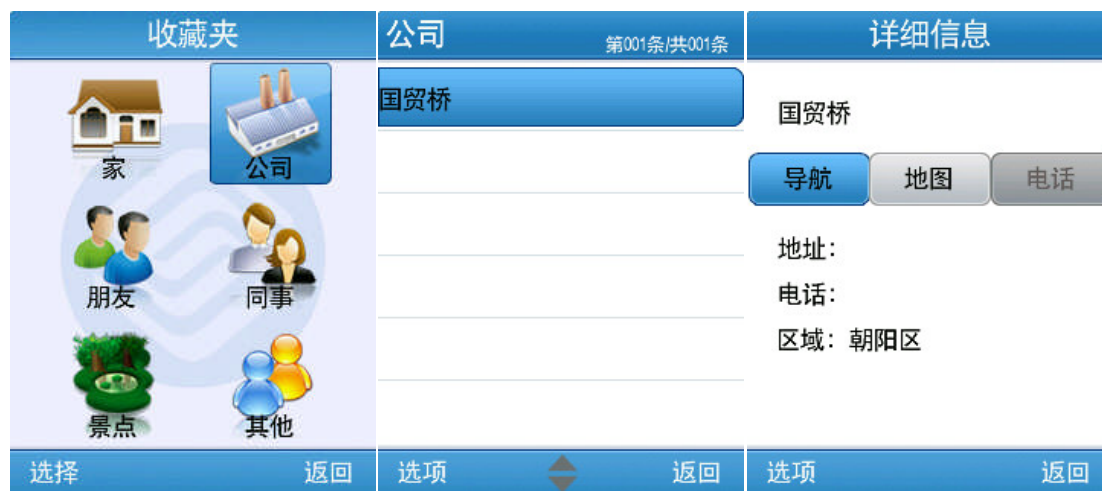 收藏夹
家
公司
朋友
同事
景点
其他
选择
返回
公司
第001条/共001条
国贸桥
选项
返回
详细信息
国贸桥
导航
地图
电话
地址：
电话：
区域：朝阳区
选项
返回